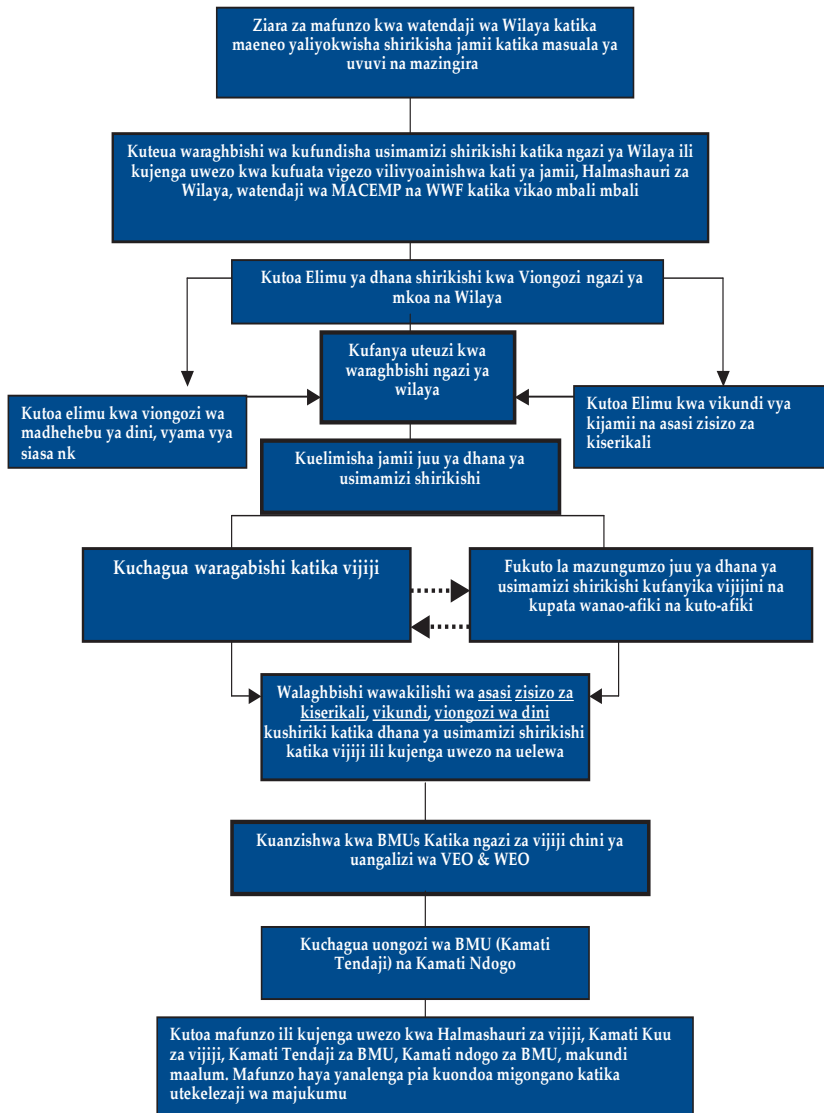 Ziara za mafunzo kwa watendaji wa Wilaya katika
maeneo yaliyokwisha shirikisha jamii katika masuala ya
uvuvi na mazingira
Kuteua waraghbishi wa kufundisha usimamizi shirikishi katika ngazi ya Wilaya ili
kujenga uwezo kwa kufuata vigezo vilivyoainishwa kati ya jamii, Halmashauri za
Wilaya, watendaji wa MACEMP na WWF katika vikao mbali mbali
Kutoa Elimu ya dhana shirikishi kwa Viongozi ngazi ya
mkoa na Wilaya
Kufanya uteuzi kwa
waraghbishi ngazi ya
wilaya
Kutoa elimu kwa viongozi wa
madhehebu ya dini, vyama vya
siasa nk
Kutoa Elimu kwa vikundi vya
kijamii na asasi zisizo za
kiserikali
Kuelimisha jamii juu ya dhana ya
usimamizi shirikishi
Kuchagua waragabishi katika vijiji
Fukuto la mazungumzo juu ya dhana ya
usimamizi shirikishi kufanyika vijijini na
kupata wanao-afiki na kuto-afiki
Walaghbishi wawakilishi wa asasi zisizo za
kiserikali, vikundi, viongozi wa dini
kushiriki katika dhana ya usimamizi shirikishi
katika vijiji ili kujenga uwezo na uelewa
Kuanzishwa kwa BMUs Katika ngazi za vijiji chini ya
uangalizi wa VEO & WEO
Kuchagua uongozi wa BMU (Kamati
Tendaji) na Kamati Ndogo
Kutoa mafunzo ili kujenga uwezo kwa Halmashauri za vijiji, Kamati Kuu
za vijiji, Kamati Tendaji za BMU, Kamati ndogo za BMU, makundi
maalum. Mafunzo haya yanalenga pia kuondoa migongano katika
utekelezaji wa majukumu